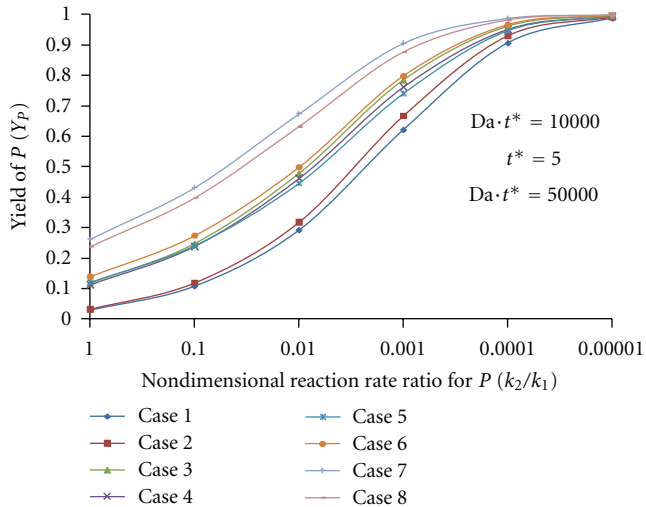 Yield of P (Y_P)
1
0.9
0.8
0.7
0.6
0.5
0.4
0.3
0.2
0.1
0
Da·t* = 10000
t* = 5
Da·t* = 50000
1 0.1 0.01 0.001 0.0001 0.00001
Nondimensional reaction rate ratio for P (k₂/k₁)
Case 1
Case 2
Case 3
Case 4
Case 5
Case 6
Case 7
Case 8